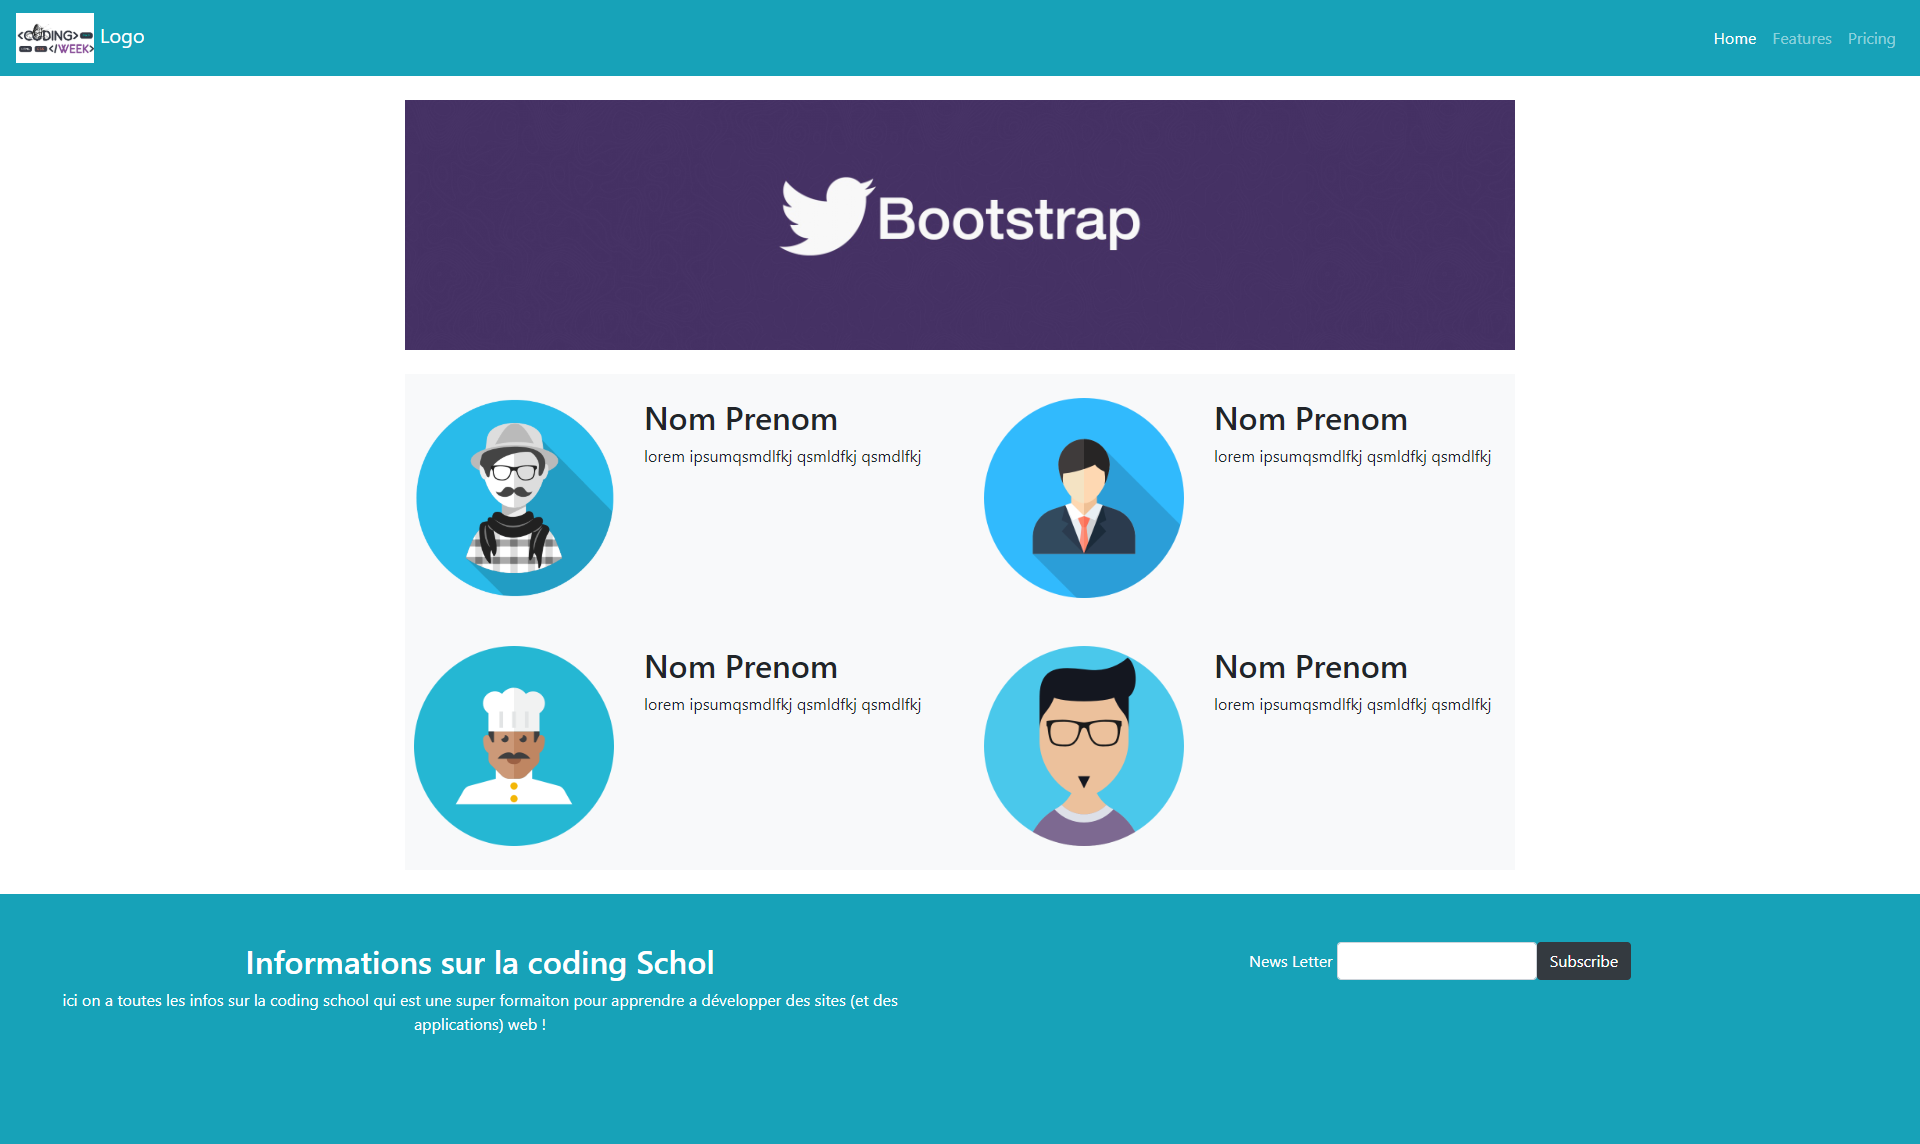 <CODING>
</WEEK>
Logo
Home Features Pricing
Bootstrap
Nom Prenom
lorem ipsumqsmdlfkj qsmldfkj qsmdlfkj
Nom Prenom
lorem ipsumqsmdlfkj qsmldfkj qsmdlfkj
Nom Prenom
lorem ipsumqsmdlfkj qsmldfkj qsmdlfkj
Nom Prenom
lorem ipsumqsmdlfkj qsmldfkj qsmdlfkj
Informations sur la coding Schol
ici on a toutes les infos sur la coding school qui est une super formaiton pour apprendre a développer des sites (et des
applications) web !
News Letter
Subscribe